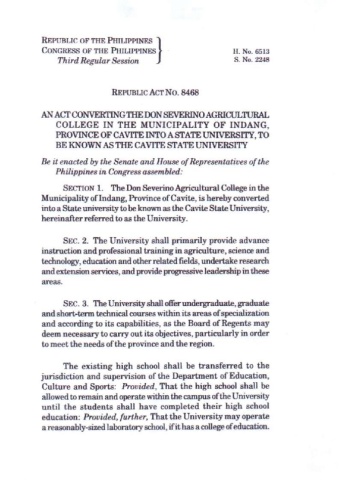 REPUBLIC OF THE PHILIPPINES
CONGRESS OF THE PHILIPPINES
Third Regular Session
H. No. 6513
S. No. 2248
REPUBLIC ACT NO. 8468
AN ACT CONVERTING THE DON SEVERINO AGRICULTURAL
COLLEGE IN THE MUNICIPALITY OF INDANG,
PROVINCE OF CAVITE INTO A STATE UNIVERSITY, TO
BE KNOWN AS THE CAVITE STATE UNIVERSITY
Be it enacted by the Senate and House of Representatives of the
Philippines in Congress assembled:
SECTION 1. The Don Severino Agricultural College in the
Municipality of Indang, Province of Cavite, is hereby converted
into a State university to be known as the Cavite State University,
hereinafter referred to as the University.
SEC. 2. The University shall primarily provide advance
instruction and professional training in agriculture, science and
technology, education and other related fields, undertake research
and extension services, and provide progressive leadership in these
areas.
SEC. 3. The University shall offer undergraduate, graduate
and short-term technical courses within its areas of specialization
and according to its capabilities, as the Board of Regents may
deem necessary to carry out its objectives, particularly in order
to meet the needs of the province and the region.
The existing high school shall be transferred to the
jurisdiction and supervision of the Department of Education,
Culture and Sports: Provided, That the high school shall be
allowed to remain and operate within the campus of the University
until the students shall have completed their high school
education: Provided, further, That the University may operate
a reasonably-sized laboratory school, if it has a college of education.